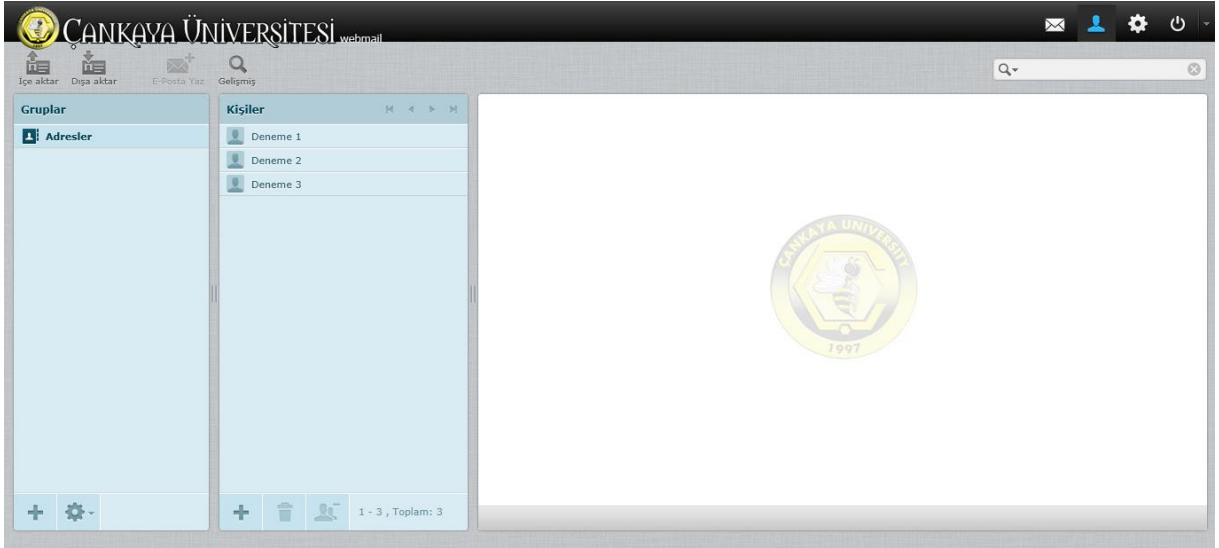 ÇANKAYA ÜNİVERSİTESİ webmail
İçe aktar Dışa aktar E-Posta Yaz Gelişmiş
Gruplar
Adresler
Kişiler
Deneme 1
Deneme 2
Deneme 3
1 - 3 , Toplam: 3
ÇANKAYA UNIVERSITY
1997